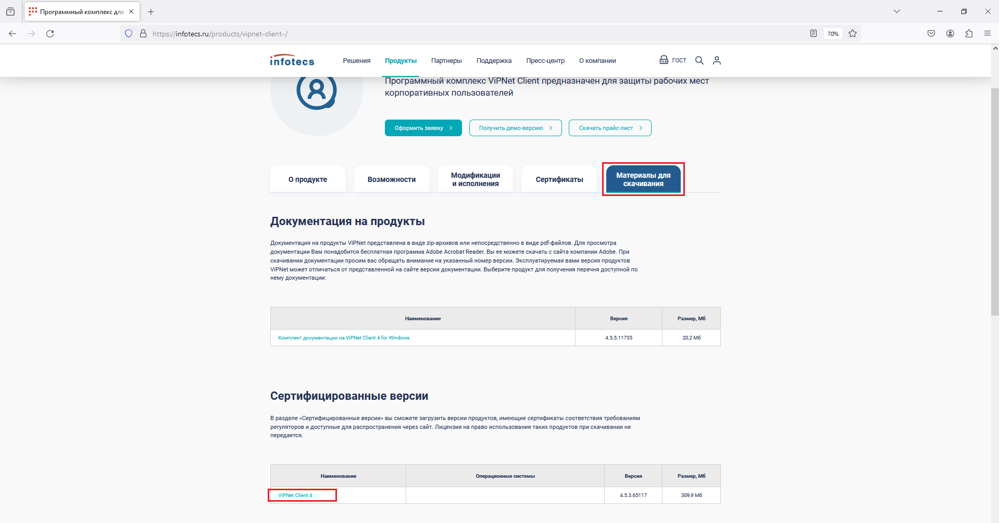 Программный комплекс для
https://infotecs.ru/products/vipnet-client-/
70%
infotecs
Решения
Продукты
Партнеры
Поддержка
Пресс-центр
О компании
TLS
ГОСТ
Программный комплекс ViPNet Client предназначен для защиты рабочих мест
корпоративных пользователей
Оформить заявку
Получить демо-версию
Скачать прайс-лист
О продукте
Возможности
Модификации
и исполнения
Сертификаты
Материалы для
скачивания
Документация на продукты
Документация на продукты ViPNet представлена в виде zip-архивов или непосредственно в виде pdf-файлов. Для просмотра
документации Вам понадобится бесплатная программа Adobe Acrobat Reader. Вы ее можете скачать с сайта компании Adobe. При
скачивании документации просим вас обращать внимание на указанный номер версии. Эксплуатируемая вами версия продуктов
ViPNet может отличаться от представленной на сайте версии документации. Выберите продукт для получения перечня доступной по
нему документации:
Наименование
Версия
Размер, Мб
Комплект документации на ViPNet Client 4 for Windows
4.5.5.11735
20,2 Мб
Сертифицированные версии
В разделе «Сертифицированные версии» вы сможете загрузить версии продуктов, имеющие сертификаты соответствия требованиям
регуляторов и доступные для распространения через сайт. Лицензия на право использования таких продуктов при скачивании не
передается.
Наименование
Операционные системы
Версия
Размер, Мб
ViPNet Client 4
4.5.3.65117
309,9 Мб